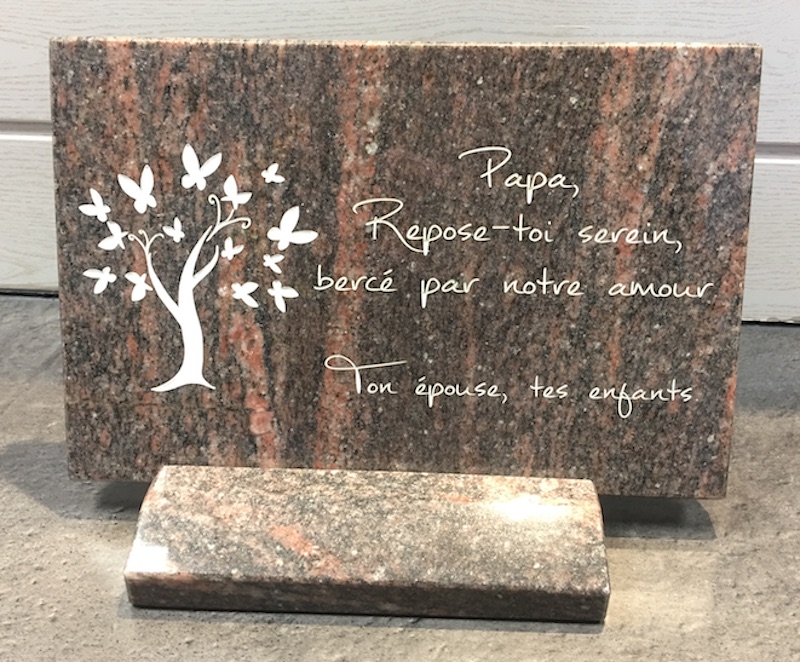 Papa,
Repose-toi serein,
bercé par notre amour
Ton épouse, tes enfants